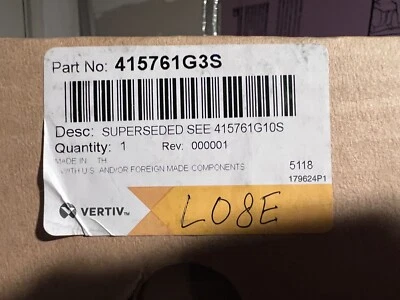 Part No: 415761G3S
Desc: SUPERSEDED SEE 415761G10S
Quantity: 1 Rev: 000001
MADE IN TH
WITH U.S. AND/OR FOREIGN MADE COMPONENTS
5118
179624P1
VERTIV™
L08E